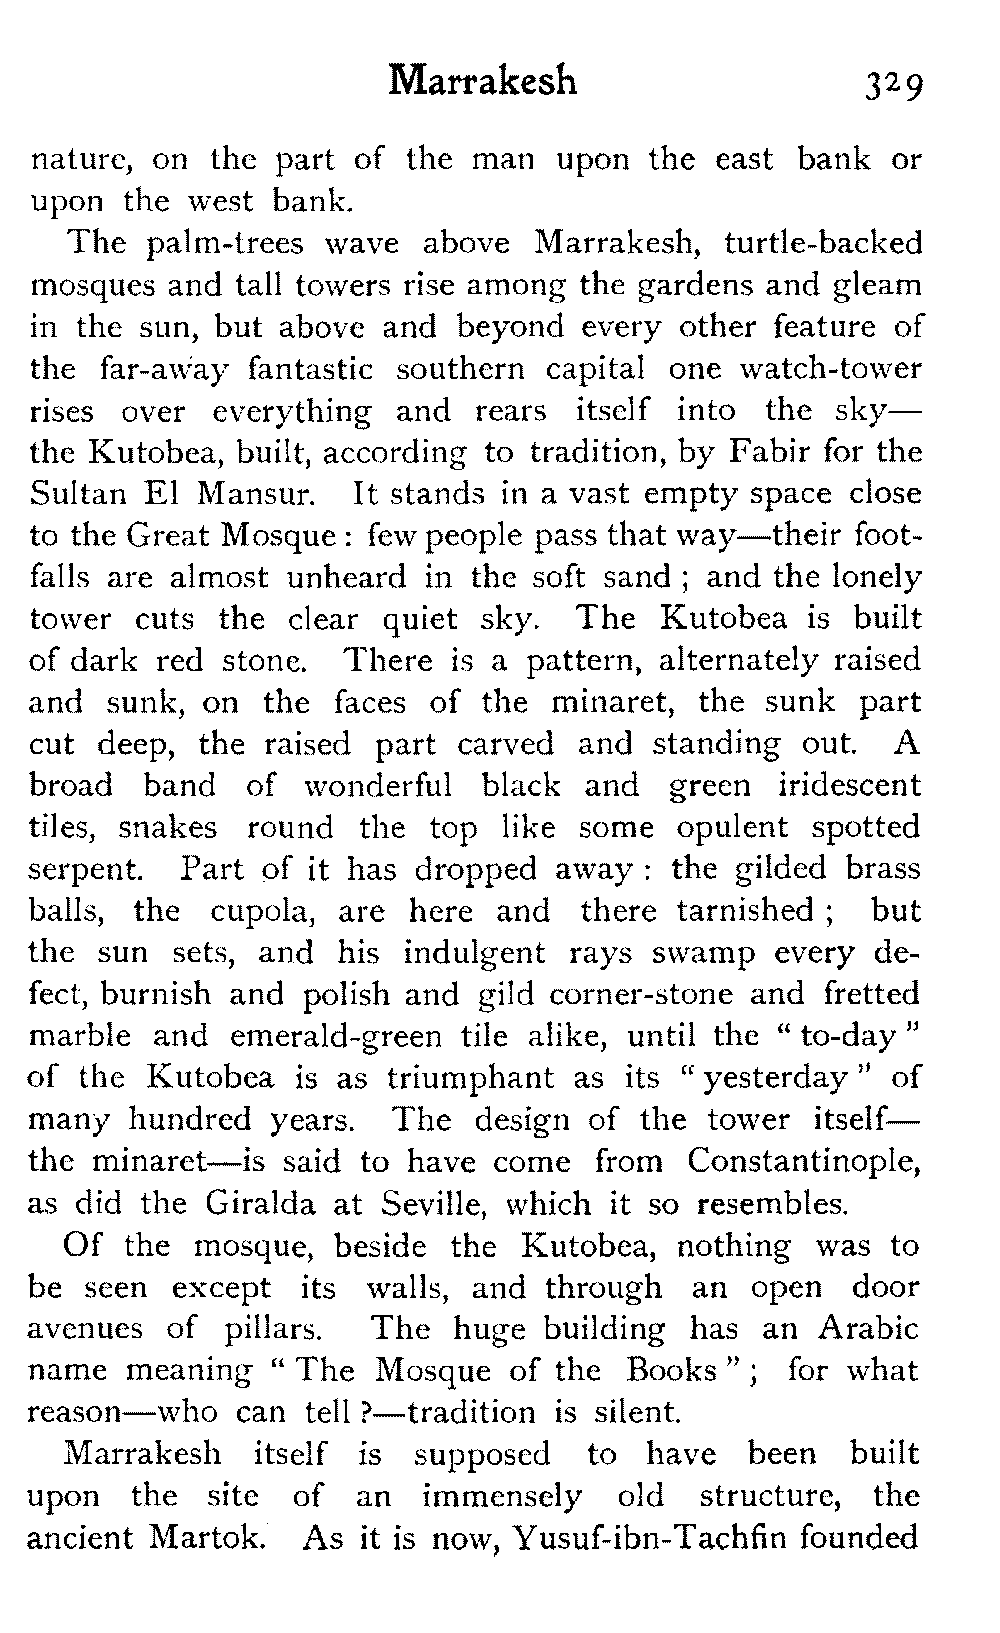 Marrakesh 329
nature, on the part of the man upon the east bank or
upon the west bank.
The palm-trees wave above Marrakesh, turtle-backed
mosques and tall towers rise among the gardens and gleam
in the sun, but above and beyond every other feature of
the far-away fantastic southern capital one watch-tower
rises over everything and rears itself into the sky—
the Kutobea, built, according to tradition, by Fabir for the
Sultan El Mansur. It stands in a vast empty space close
to the Great Mosque : few people pass that way—their foot-
falls are almost unheard in the soft sand ; and the lonely
tower cuts the clear quiet sky. The Kutobea is built
of dark red stone. There is a pattern, alternately raised
and sunk, on the faces of the minaret, the sunk part
cut deep, the raised part carved and standing out. A
broad band of wonderful black and green iridescent
tiles, snakes round the top like some opulent spotted
serpent. Part of it has dropped away : the gilded brass
balls, the cupola, are here and there tarnished ; but
the sun sets, and his indulgent rays swamp every de-
fect, burnish and polish and gild corner-stone and fretted
marble and emerald-green tile alike, until the " to-day "
of the Kutobea is as triumphant as its " yesterday " of
many hundred years. The design of the tower itself—
the minaret—is said to have come from Constantinople,
as did the Giralda at Seville, which it so resembles.
Of the mosque, beside the Kutobea, nothing was to
be seen except its walls, and through an open door
avenues of pillars. The huge building has an Arabic
name meaning " The Mosque of the Books " ; for what
reason—who can tell ?—tradition is silent.
Marrakesh itself is supposed to have been built
upon the site of an immensely old structure, the
ancient Martok. As it is now, Yusuf-ibn-Tachfin founded